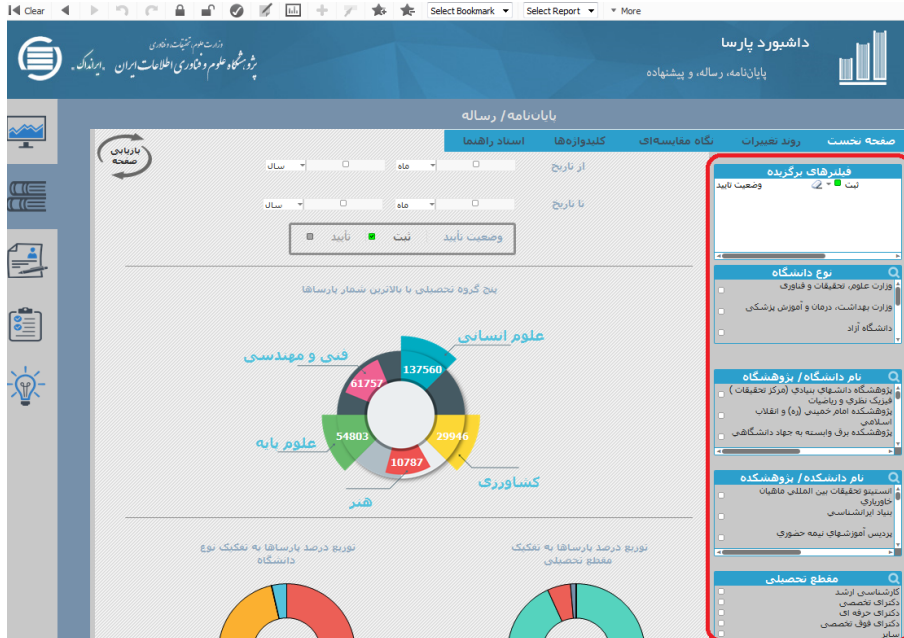 Clear
Select Bookmark
Select Report
More
داشبورد پارسا
پایان‌نامه، رساله، و پیشنهاده
وزارت علوم، تحقیقات و فناوری
پژوهشگاه علوم و فناوری اطلاعات ایران . ایرانداک .
پایان‌نامه/ رساله
صفحه نخست
روند تغییرات
نگاه مقایسه‌ای
کلیدواژه‌ها
اسناد راهنما
بازیابی
صفحه
از تاریخ
ماه
سال
تا تاریخ
ماه
سال
وضعیت تأیید
ثبت
تأیید
پنج گروه تحصیلی با بالاترین شمار پارساها
علوم انسانی
137560
فنی و مهندسی
61757
علوم پایه
54803
کشاورزی
29946
هنر
10787
توزیع درصد پارساها به تفکیک
مقطع تحصیلی
توزیع درصد پارساها به تفکیک نوع
دانشگاه
فیلترهای برگزیده
وضعیت تایید
ثبت
نوع دانشگاه
وزارت علوم، تحقیقات و فناوری
وزارت بهداشت، درمان و آموزش پزشکی
دانشگاه آزاد
نام دانشگاه/ پژوهشگاه
پژوهشگاه دانشهای بنیادی (مرکز تحقیقات )
فیزیک نظری و ریاضیات
پژوهشکده امام خمینی (ره) و انقلاب
اسلامی
پژوهشکده برق وابسته به جهاد دانشگاهی
نام دانشکده/ پژوهشکده
انستیتو تحقیقات بین المللی ماهیان
خاویاری
بنیاد ایرانشناسی
پردیس آموزشهای نیمه حضوری
مقطع تحصیلی
کارشناسی ارشد
دکترای تخصصی
دکترای حرفه ای
دکترای فوق تخصصی
سایر